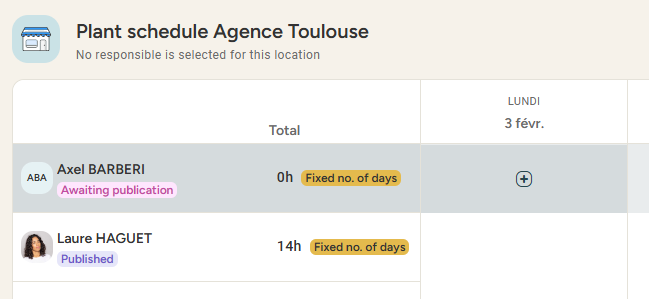 Plant schedule Agence Toulouse
No responsible is selected for this location
LUNDI
Total
3 févr.
ABA
Axel BARBERI
0h Fixed no. of days
Awaiting publication
Laure HAGUET
14h Fixed no. of days
Published